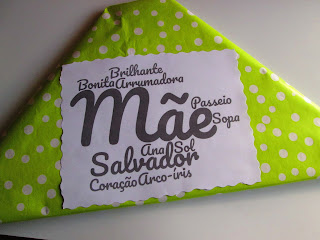 Brilhante
Bonita Arrumadora
Mãe
Passeio
Sopa
Ana Sol
Salvador
Coração Arco-íris